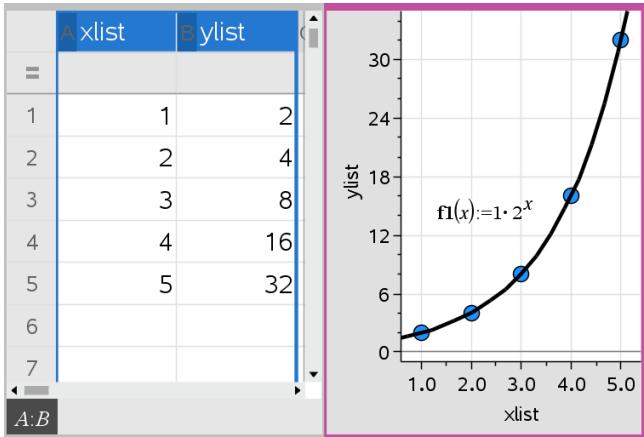 A xlist B ylist C
=
1 1 2
2 2 4
3 3 8
4 4 16
5 5 32
6
7
A:B
30
24
18
12
6
0
ylist
f1(x):=1·2^x
1.0 2.0 3.0 4.0 5.0
xlist